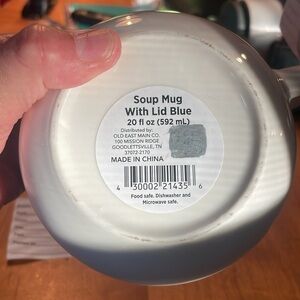 Soup Mug
With Lid Blue
20 fl oz (592 mL)
Distributed by:
OLD EAST MAIN CO.
100 MISSION RIDGE
GOODLETTSVILLE, TN
37072-2170
MADE IN CHINA
4 30002 21435 6
Food safe. Dishwasher and
Microwave safe.